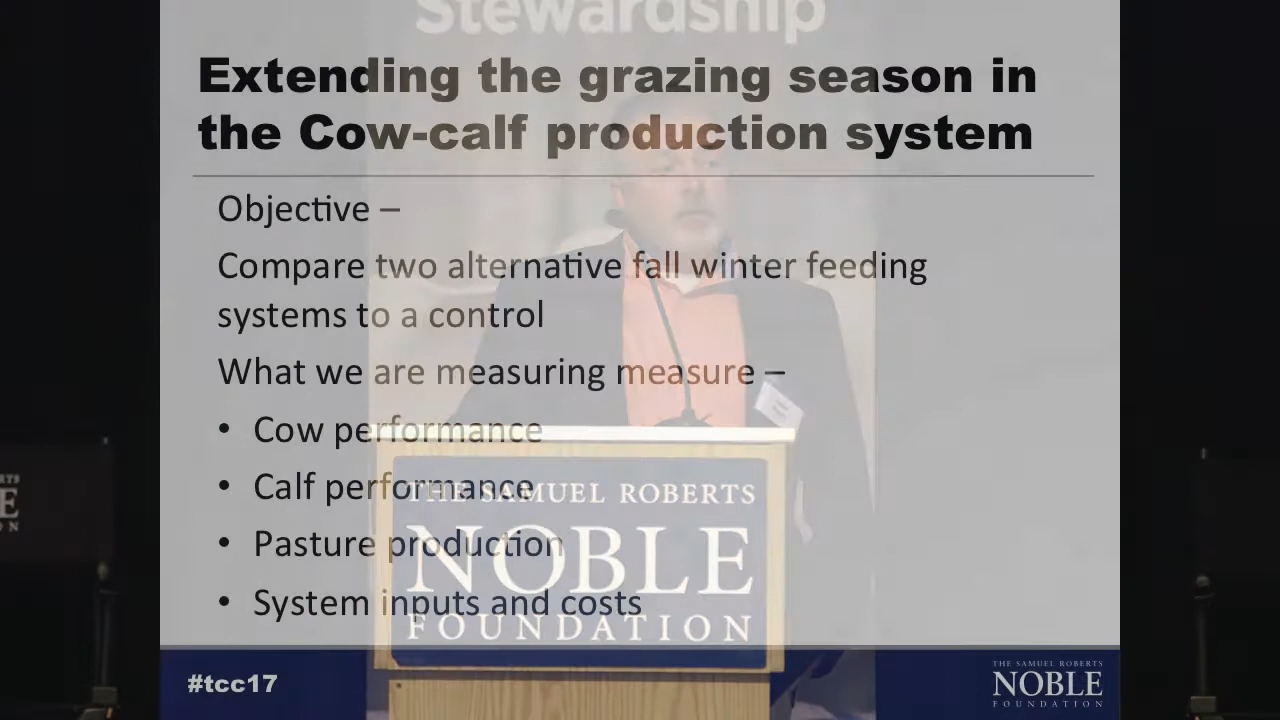 Stewardship
Extending the grazing season in
the Cow-calf production system
Objective –
Compare two alternative fall winter feeding
systems to a control
What we are measuring measure –
• Cow performance
• Calf performance
• Pasture production
• System inputs and costs
THE SAMUEL ROBERTS
NOBLE
FOUNDATION
#tcc17
THE SAMUEL ROBERTS
NOBLE
FOUNDATION